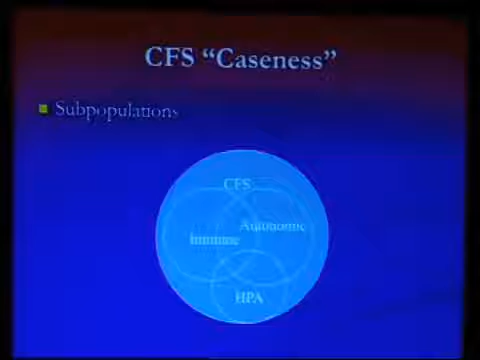 CFS “Caseness”
Subpopulations
CFS
Autonomic
Immune
HPA